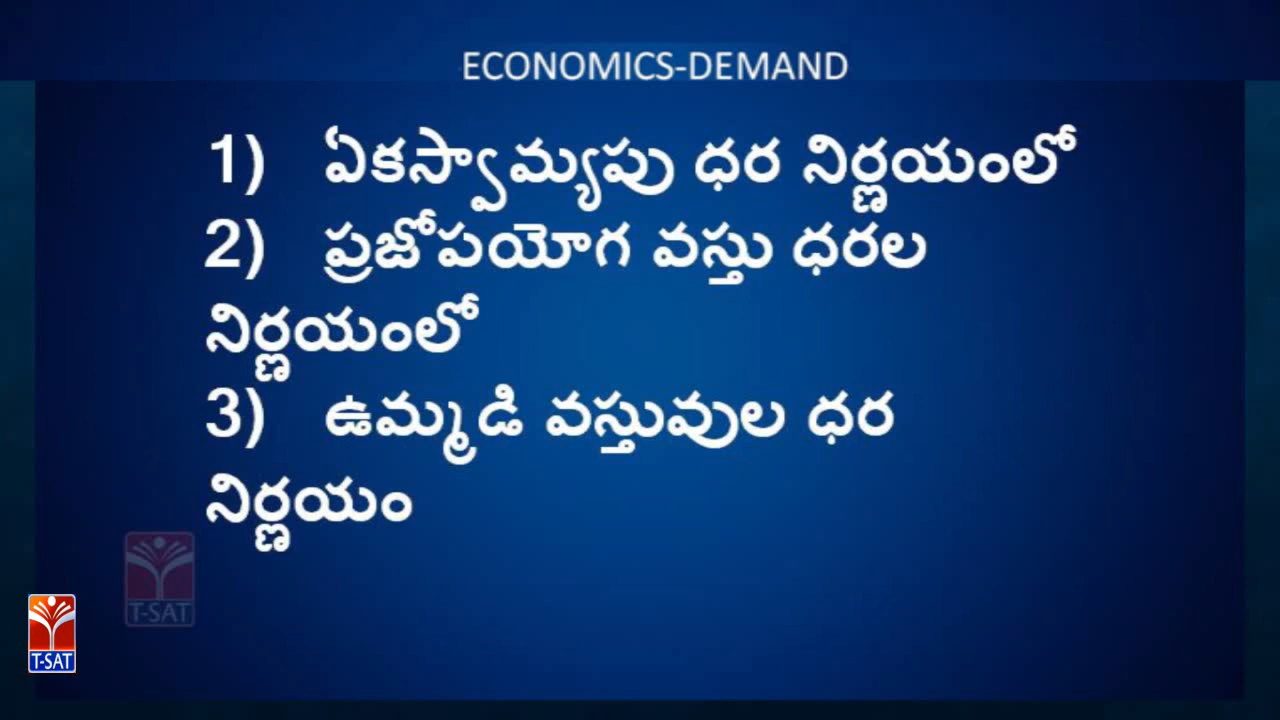 ECONOMICS-DEMAND
1) ఏకస్వామ్యపు ధర నిర్ణయంలో
2) ప్రజోపయోగ వస్తు ధరల
నిర్ణయంలో
3) ఉమ్మడి వస్తువుల ధర
నిర్ణయం
T-SAT
T-SAT